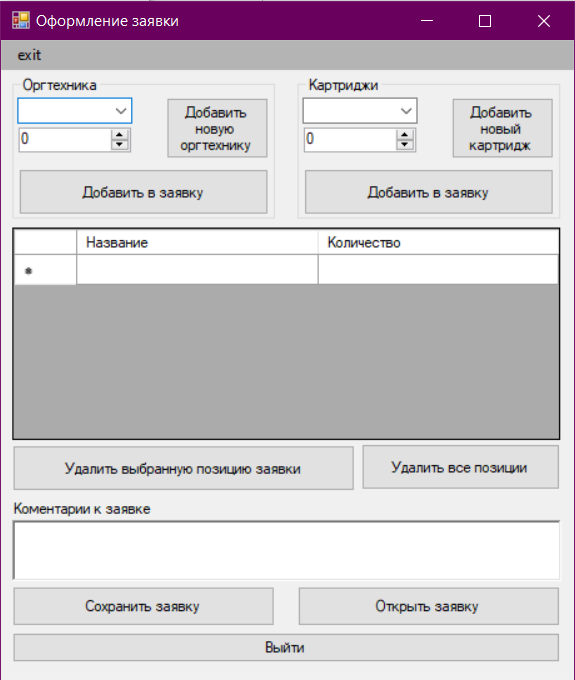 Оформление заявки
exit
Оргтехника
Картриджи
0
Добавить
новую
оргтехнику
0
Добавить
новый
картридж
Добавить в заявку
Добавить в заявку
Название
Количество
Удалить выбранную позицию заявки
Удалить все позиции
Коментарии к заявке
Сохранить заявку
Открыть заявку
Выйти